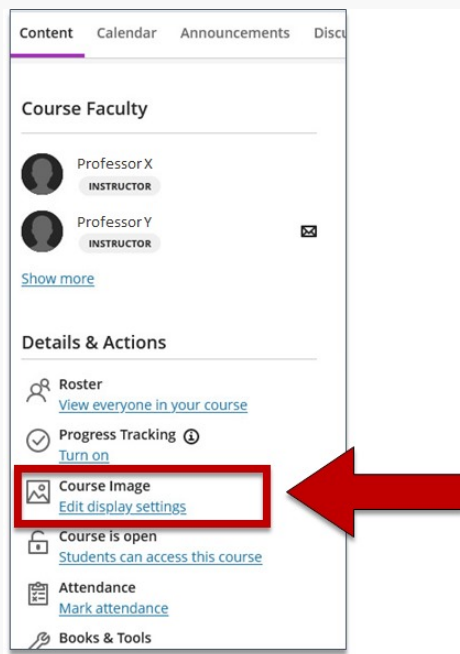 Content Calendar Announcements
Course Faculty
Professor X
INSTRUCTOR
Professor Y
INSTRUCTOR
Show more
Details & Actions
Roster
View everyone in your course
Progress Tracking
Turn on
Course Image
Edit display settings
Course is open
Students can access this course
Attendance
Mark attendance
Books & Tools